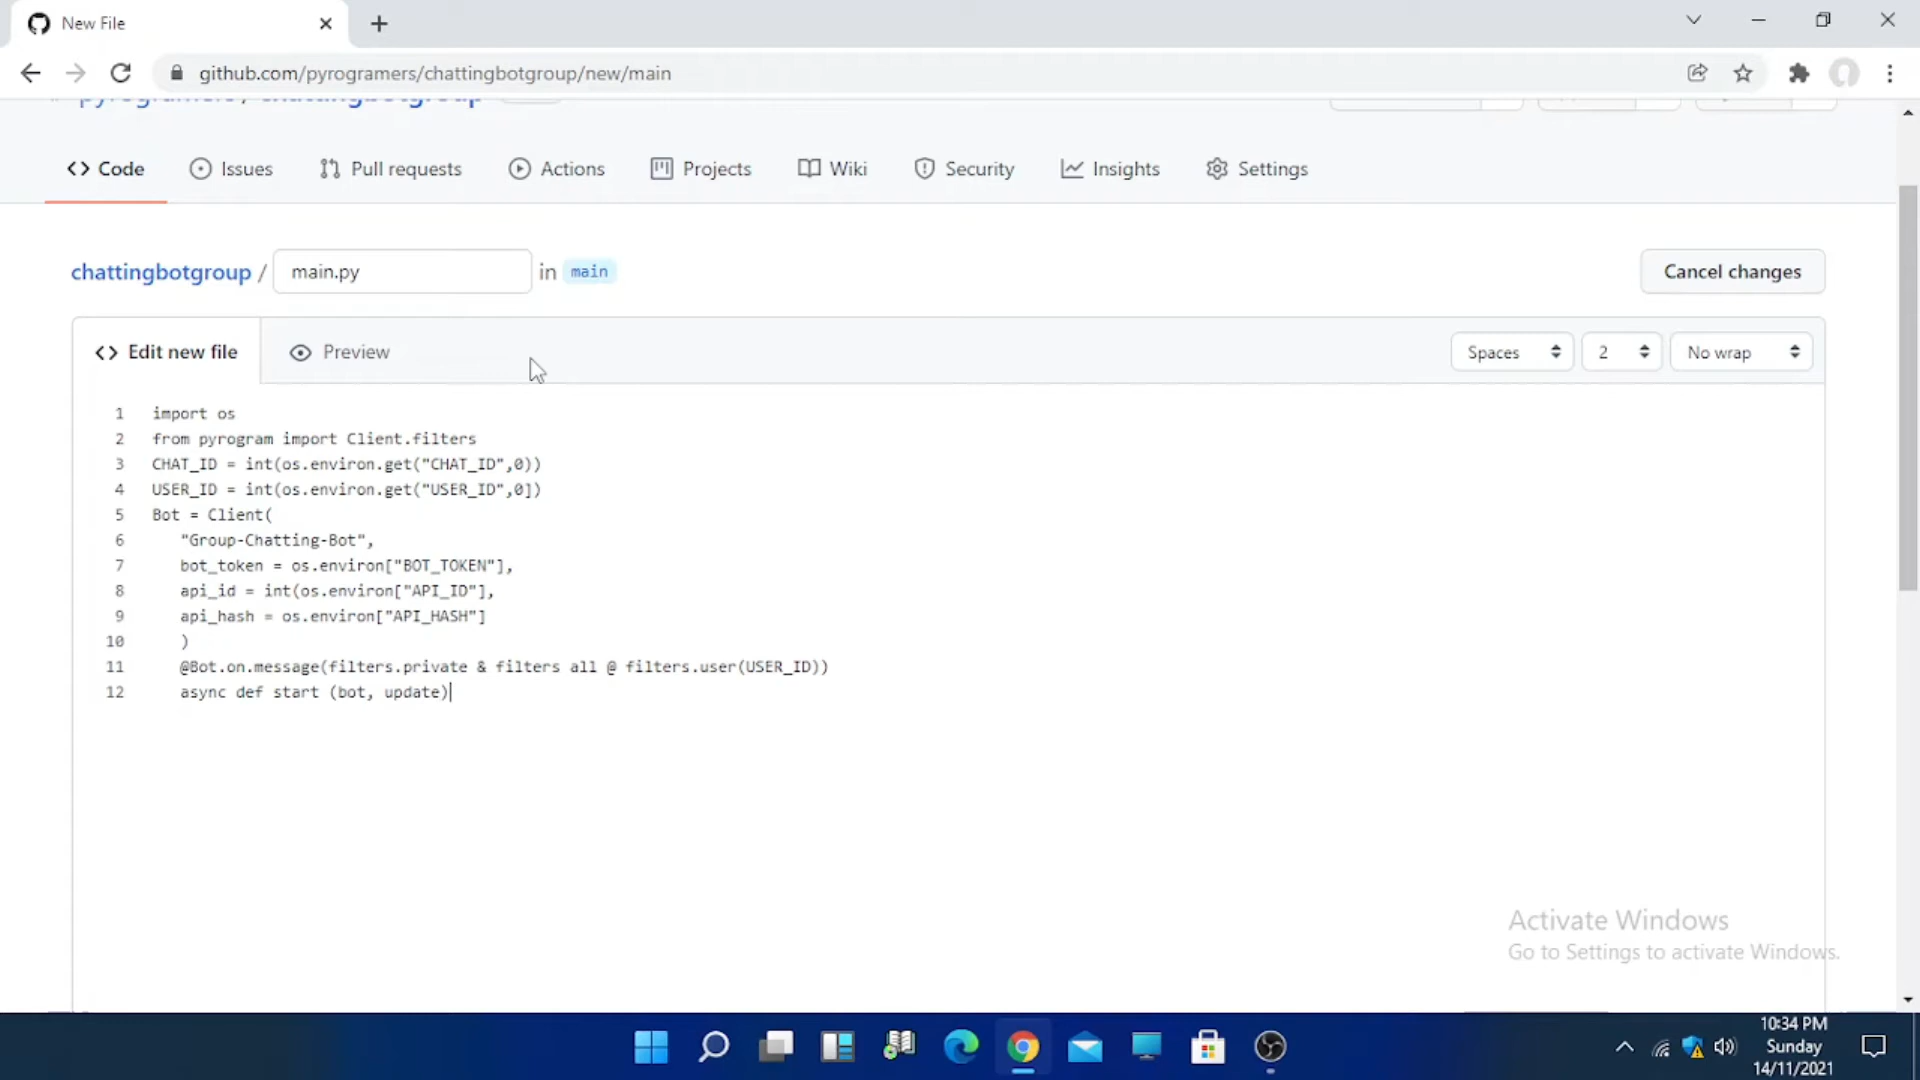 New File
github.com/pyrogramers/chattingbotgroup/new/main
pyrogramers / chattingbotgroup
Code
Issues
Pull requests
Actions
Projects
Wiki
Security
Insights
Settings
chattingbotgroup / main.py in main
Cancel changes
Edit new file
Preview
Spaces
2
No wrap
1 import os
2 from pyrogram import Client.filters
3 CHAT_ID = int(os.environ.get("CHAT_ID",0))
4 USER_ID = int(os.environ.get("USER_ID",0])
5 Bot = Client(
6 "Group-Chatting-Bot",
7 bot_token = os.environ["BOT_TOKEN"],
8 api_id = int(os.environ["API_ID"],
9 api_hash = os.environ["API_HASH"]
10 )
11 @Bot.on.message(filters.private & filters all @ filters.user(USER_ID))
12 async def start (bot, update)
Activate Windows
Go to Settings to activate Windows.
10:34 PM
Sunday
14/11/2021